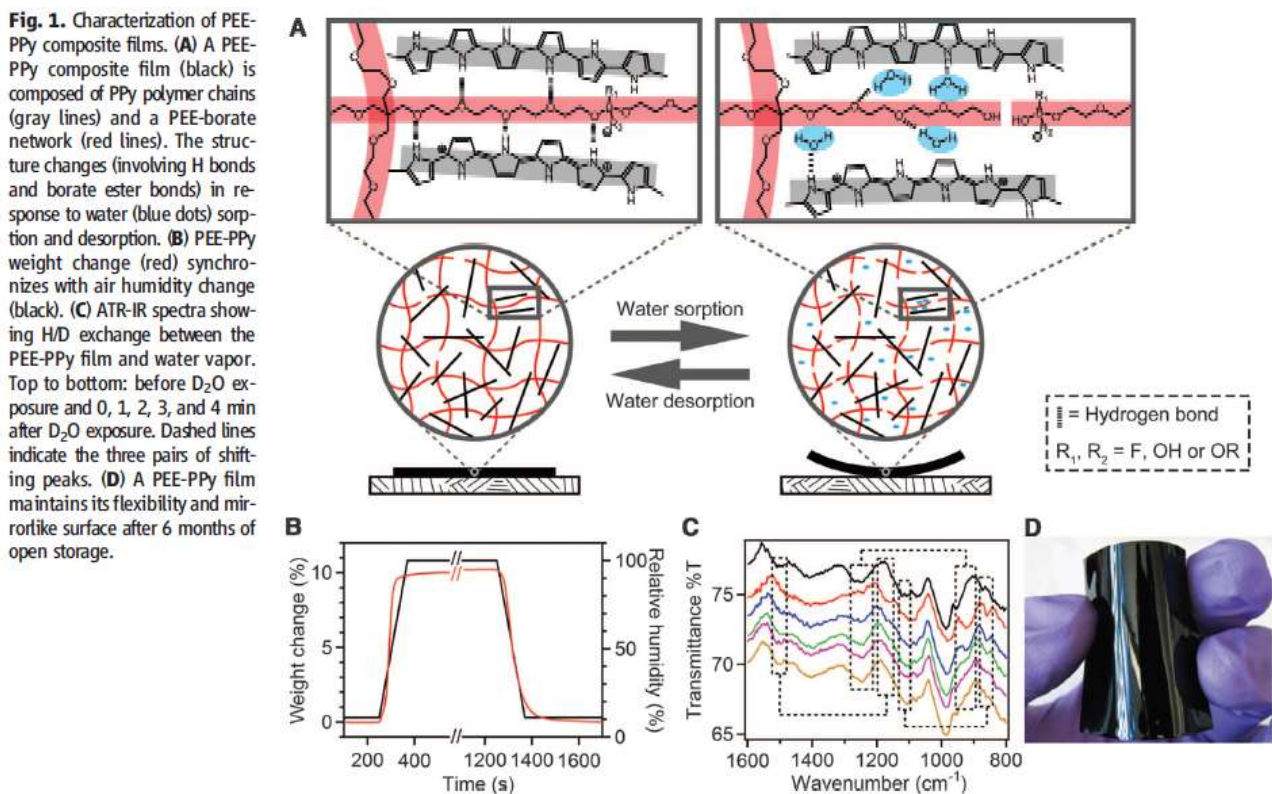 Fig. 1. Characterization of PEE-
PPy composite films. (A) A PEE-
PPy composite film (black) is
composed of PPy polymer chains
(gray lines) and a PEE-borate
network (red lines). The struc-
ture changes (involving H bonds
and borate ester bonds) in re-
sponse to water (blue dots) sorp-
tion and desorption. (B) PEE-PPy
weight change (red) synchro-
nizes with air humidity change
(black). (C) ATR-IR spectra show-
ing H/D exchange between the
PEE-PPy film and water vapor.
Top to bottom: before D₂O ex-
posure and 0, 1, 2, 3, and 4 min
after D₂O exposure. Dashed lines
indicate the three pairs of shift-
ing peaks. (D) A PEE-PPy film
maintains its flexibility and mir-
rorlike surface after 6 months of
open storage.
A
Water sorption
Water desorption
= Hydrogen bond
R₁, R₂ = F, OH or OR
B
Weight change (%)
10
5
0
Relative humidity (%)
100
50
0
200 400 1400 1600
Time (s)
C
Transmittance %T
75
70
65
1600 1400 1200 1000 800
Wavenumber (cm⁻¹)
D